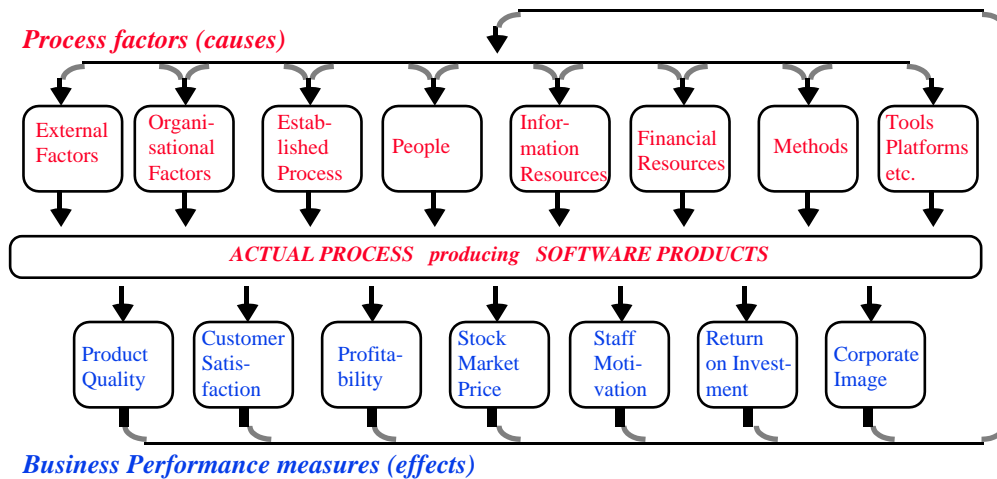 Process factors (causes)
External
Factors
Organi-
sational
Factors
Estab-
lished
Process
People
Infor-
mation
Resources
Financial
Resources
Methods
Tools
Platforms
etc.
ACTUAL PROCESS producing SOFTWARE PRODUCTS
Product
Quality
Customer
Satis-
faction
Profita-
bility
Stock
Market
Price
Staff
Moti-
vation
Return
on Invest-
ment
Corporate
Image
Business Performance measures (effects)